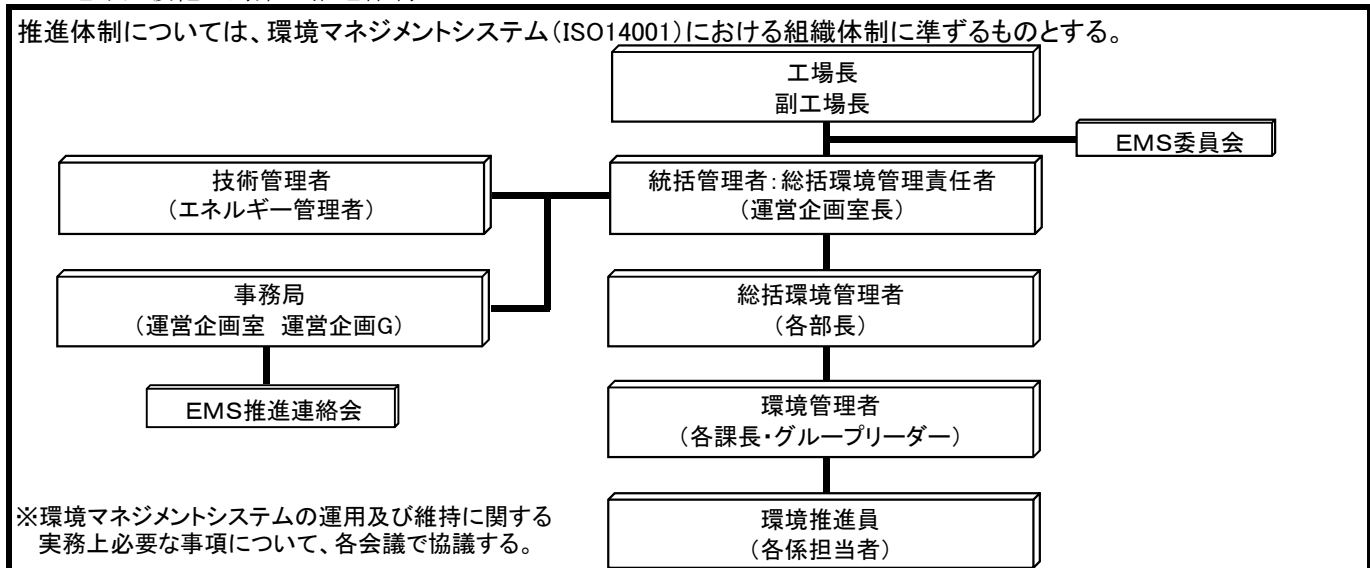 推進体制については、環境マネジメントシステム（ISO14001）における組織体制に準ずるものとする。
工場長
副工場長
EMS委員会
技術管理者
（エネルギー管理者）
統括管理者：総括環境管理責任者
（運営企画室長）
事務局
（運営企画室　運営企画G）
総括環境管理者
（各部長）
EMS推進連絡会
環境管理者
（各課長・グループリーダー）
※環境マネジメントシステムの運用及び維持に関する
実務上必要な事項について、各会議で協議する。
環境推進員
（各係担当者）